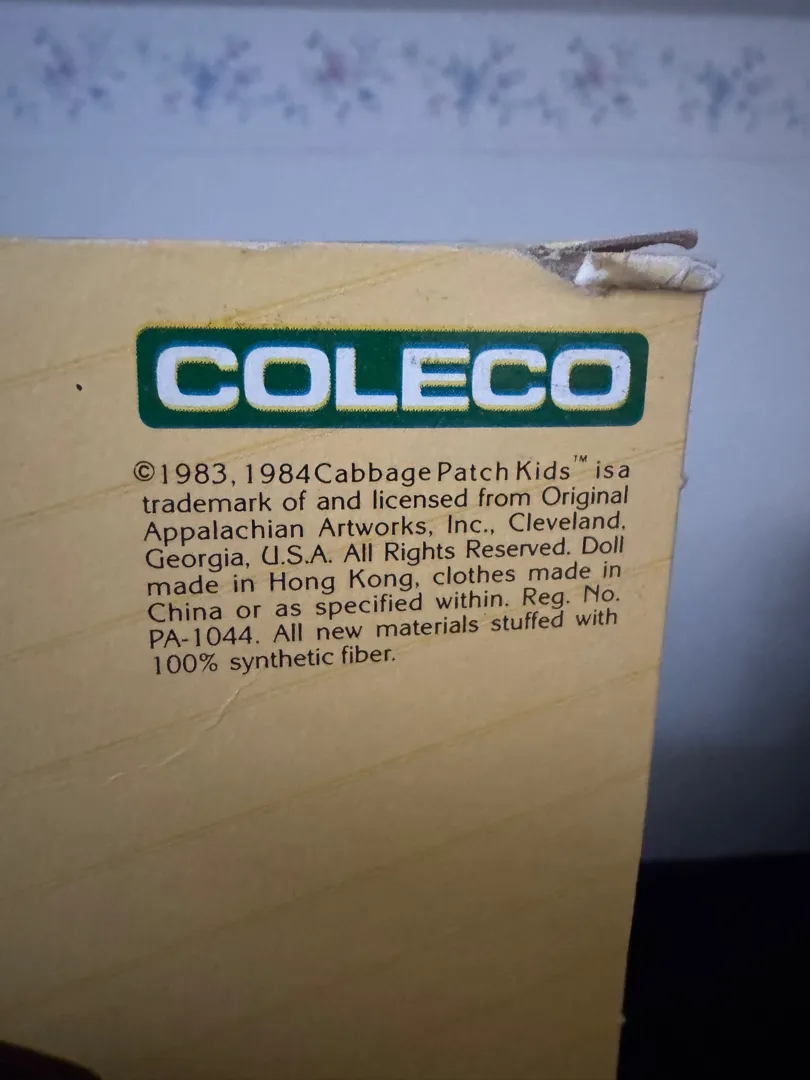 COLECO
©1983, 1984 Cabbage Patch Kids™ is a
trademark of and licensed from Original
Appalachian Artworks, Inc., Cleveland,
Georgia, U.S.A. All Rights Reserved. Doll
made in Hong Kong, clothes made in
China or as specified within. Reg. No.
PA-1044. All new materials stuffed with
100% synthetic fiber.